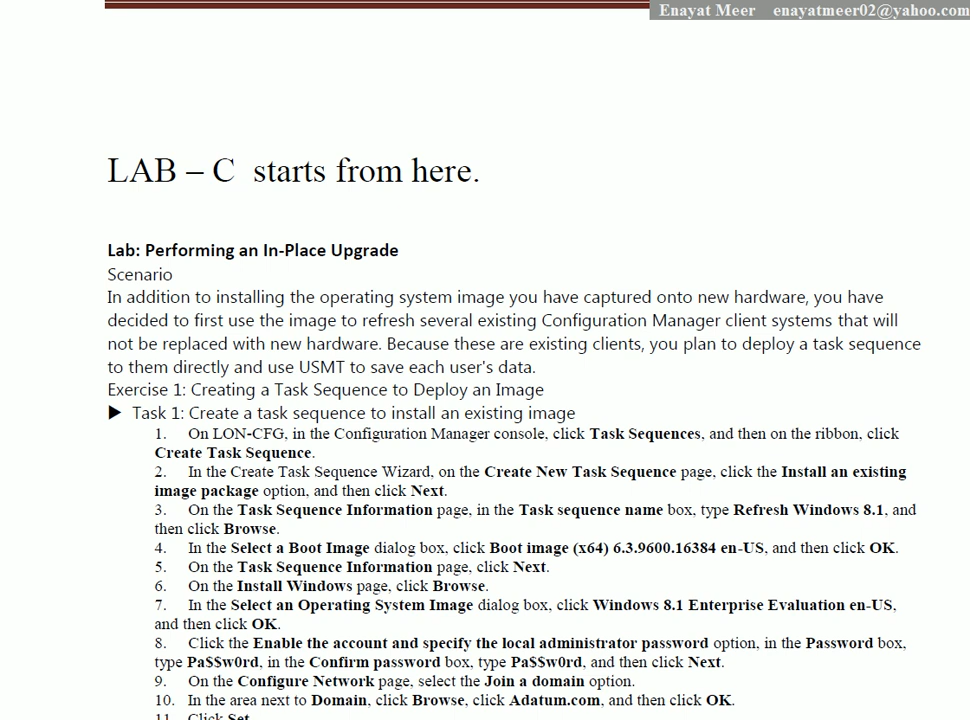 Enayat Meer enayatmeer02@yahoo.com
LAB – C starts from here.
Lab: Performing an In-Place Upgrade
Scenario
In addition to installing the operating system image you have captured onto new hardware, you have
decided to first use the image to refresh several existing Configuration Manager client systems that will
not be replaced with new hardware. Because these are existing clients, you plan to deploy a task sequence
to them directly and use USMT to save each user's data.
Exercise 1: Creating a Task Sequence to Deploy an Image
► Task 1: Create a task sequence to install an existing image
1. On LON-CFG, in the Configuration Manager console, click Task Sequences, and then on the ribbon, click
Create Task Sequence.
2. In the Create Task Sequence Wizard, on the Create New Task Sequence page, click the Install an existing
image package option, and then click Next.
3. On the Task Sequence Information page, in the Task sequence name box, type Refresh Windows 8.1, and
then click Browse.
4. In the Select a Boot Image dialog box, click Boot image (x64) 6.3.9600.16384 en-US, and then click OK.
5. On the Task Sequence Information page, click Next.
6. On the Install Windows page, click Browse.
7. In the Select an Operating System Image dialog box, click Windows 8.1 Enterprise Evaluation en-US,
and then click OK.
8. Click the Enable the account and specify the local administrator password option, in the Password box,
type Pa$$w0rd, in the Confirm password box, type Pa$$w0rd, and then click Next.
9. On the Configure Network page, select the Join a domain option.
10. In the area next to Domain, click Browse, click Adatum.com, and then click OK.
11. Click Set.